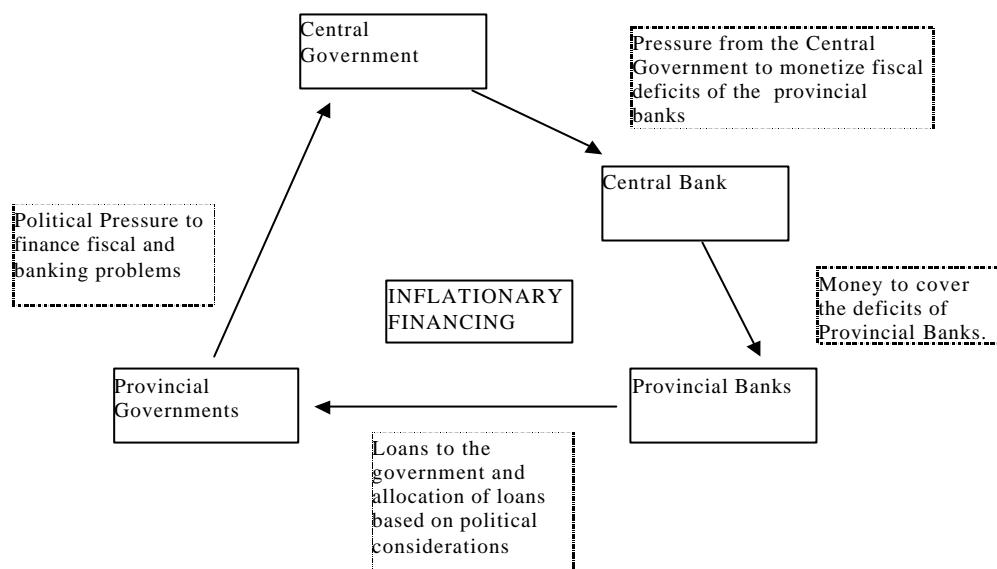 Central
Government
Pressure from the Central
Government to monetize fiscal
deficits of the provincial
banks
Central Bank
Political Pressure to
finance fiscal and
banking problems
Money to cover
the deficits of
Provincial Banks.
INFLATIONARY
FINANCING
Provincial
Governments
Provincial Banks
Loans to the
government and
allocation of loans
based on political
considerations